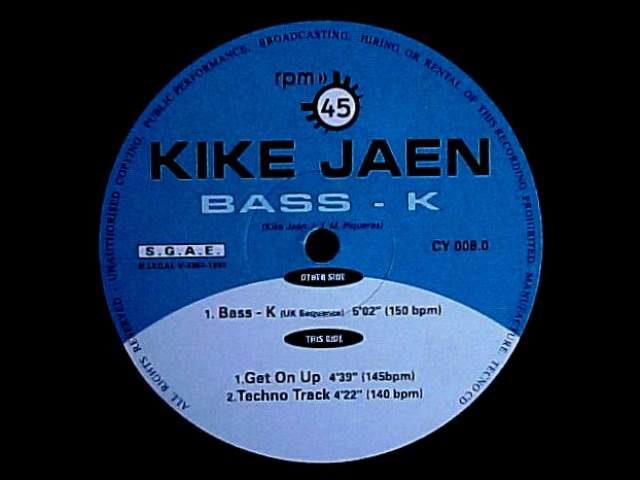 ALL RIGHTS RESERVED - UNAUTHORISED COPYING, PUBLIC PERFORMANCE, BROADCASTING, HIRING OR RENTAL OF THIS RECORDING PROHIBITED. MANUFACTURE: TECNO CD
rpm
45
KIKE JAEN
BASS - K
(Kike Jaen / J. M. Piqueras)
S.G.A.E.
CY 008.0
D. LEGAL
OTHER SIDE
1. Bass - K (UK Sequence) 5'02" (150 bpm)
THIS SIDE
1.Get On Up 4'39" (145bpm)
2.Techno Track 4'22" (140 bpm)